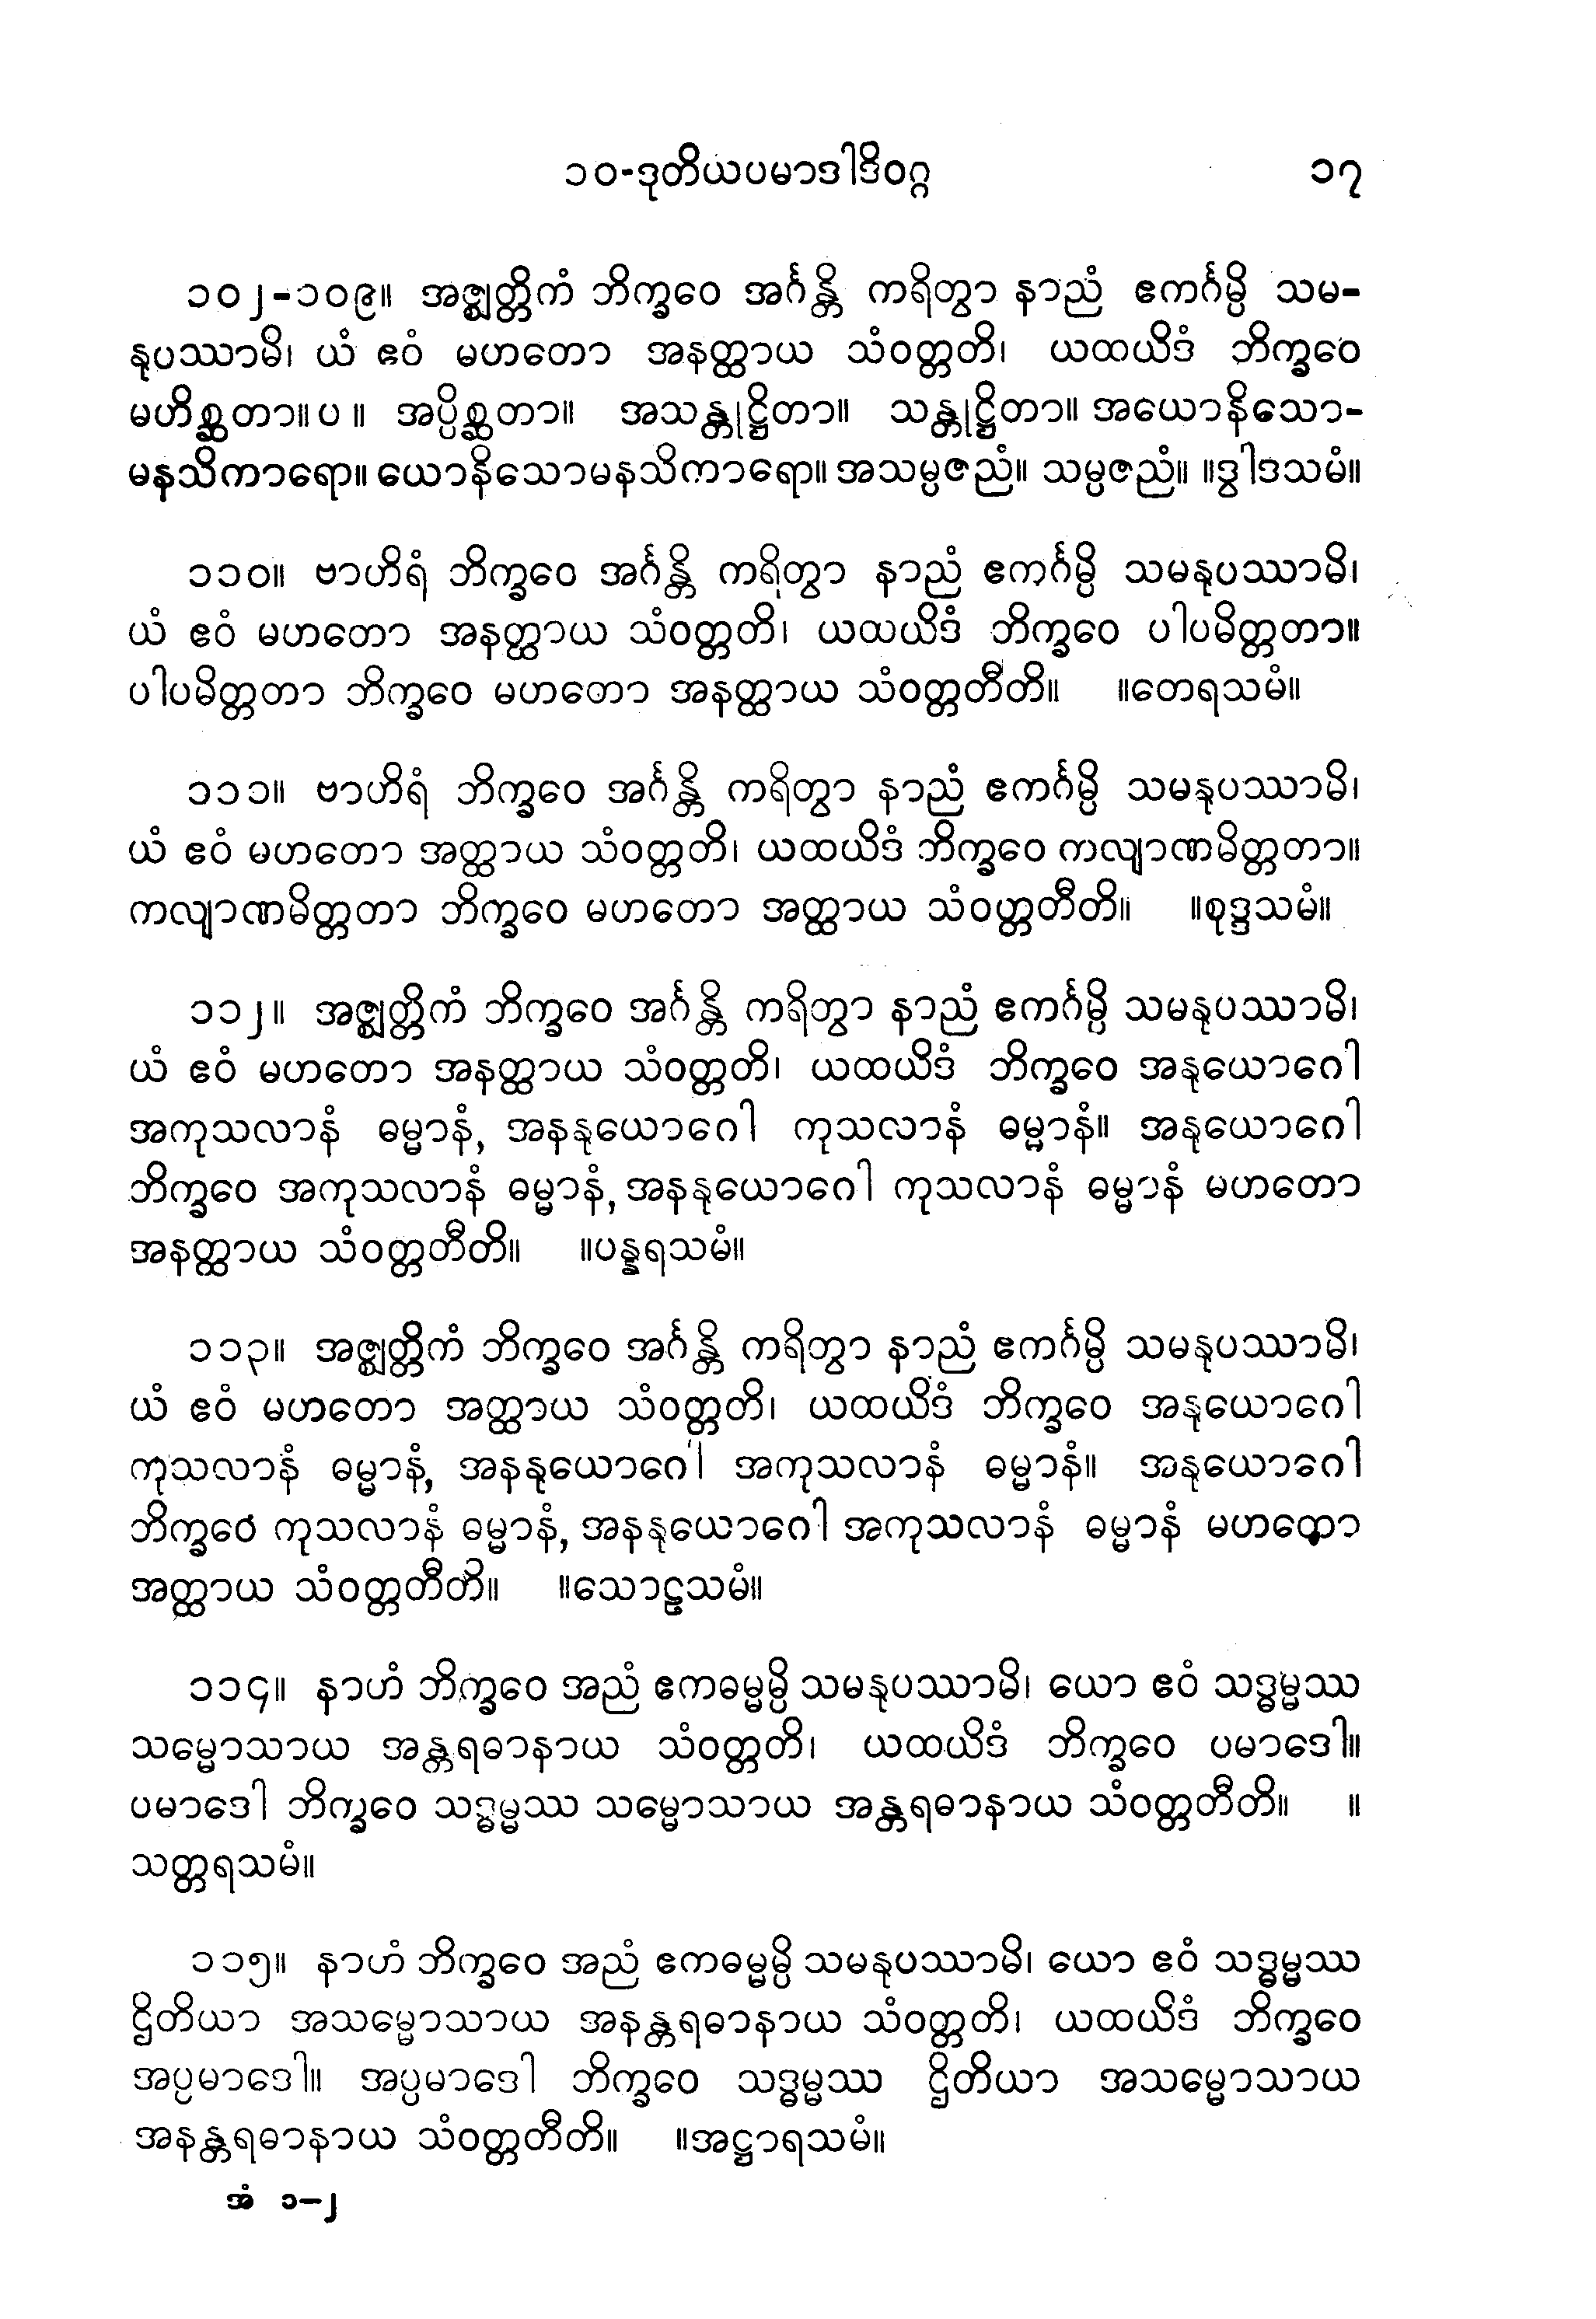 ၁၀-ဒုတိယပမာဒါဒိဝဂ္ဂ ၁၇
၁၀၂-၁၀၉။ အဇ္ဈတ္တိကံ ဘိက္ခဝေ အင်္ဂန္တိ ကရိတွာ နာညံ ဧကင်္ဂမ္ပိ သမ-
နုပဿာမိ၊ ယံ ဧဝံ မဟတော အနတ္ထာယ သံဝတ္တတိ၊ ယထယိဒံ ဘိက္ခဝေ
မဟိစ္ဆတာ။ပ။ အပ္ပိစ္ဆတာ။ အသန္တုဋ္ဌိတာ။ သန္တုဋ္ဌိတာ။ အယောနိသော-
မနသိကာရော။ ယောနိသောမနသိကာရော။ အသမ္ပဇညံ။ သမ္ပဇညံ။ ။ဒွါဒသမံ။
၁၁၀။ ဗာဟိရံ ဘိက္ခဝေ အင်္ဂန္တိ ကရိတွာ နာညံ ဧကင်္ဂမ္ပိ သမနုပဿာမိ၊
ယံ ဧဝံ မဟတော အနတ္ထာယ သံဝတ္တတိ၊ ယထယိဒံ ဘိက္ခဝေ ပါပမိတ္တတာ။
ပါပမိတ္တတာ ဘိက္ခဝေ မဟတော အနတ္ထာယ သံဝတ္တတီတိ။ ။တေရသမံ။
၁၁၁။ ဗာဟိရံ ဘိက္ခဝေ အင်္ဂန္တိ ကရိတွာ နာညံ ဧကင်္ဂမ္ပိ သမနုပဿာမိ၊
ယံ ဧဝံ မဟတော အတ္ထာယ သံဝတ္တတိ၊ ယထယိဒံ ဘိက္ခဝေ ကလျာဏမိတ္တတာ။
ကလျာဏမိတ္တတာ ဘိက္ခဝေ မဟတော အတ္ထာယ သံဝတ္တတီတိ။ ။စုဒ္ဒသမံ။
၁၁၂။ အဇ္ဈတ္တိကံ ဘိက္ခဝေ အင်္ဂန္တိ ကရိတွာ နာညံ ဧကင်္ဂမ္ပိ သမနုပဿာမိ၊
ယံ ဧဝံ မဟတော အနတ္ထာယ သံဝတ္တတိ၊ ယထယိဒံ ဘိက္ခဝေ အနုယောဂေါ
အကုသလာနံ ဓမ္မာနံ, အနနုယောဂေါ ကုသလာနံ ဓမ္မာနံ။ အနုယောဂေါ
ဘိက္ခဝေ အကုသလာနံ ဓမ္မာနံ, အနနုယောဂေါ ကုသလာနံ ဓမ္မာနံ မဟတော
အနတ္ထာယ သံဝတ္တတီတိ။ ။ပန္နရသမံ။
၁၁၃။ အဇ္ဈတ္တိကံ ဘိက္ခဝေ အင်္ဂန္တိ ကရိတွာ နာညံ ဧကင်္ဂမ္ပိ သမနုပဿာမိ၊
ယံ ဧဝံ မဟတော အတ္ထာယ သံဝတ္တတိ၊ ယထယိဒံ ဘိက္ခဝေ အနုယောဂေါ
ကုသလာနံ ဓမ္မာနံ, အနနုယောဂေါ အကုသလာနံ ဓမ္မာနံ။ အနုယောဂေါ
ဘိက္ခဝေ ကုသလာနံ ဓမ္မာနံ, အနနုယောဂေါ အကုသလာနံ ဓမ္မာနံ မဟတော
အတ္ထာယ သံဝတ္တတီတိ။ ။သောဠသမံ။
၁၁၄။ နာဟံ ဘိက္ခဝေ အညံ ဧကဓမ္မမ္ပိ သမနုပဿာမိ၊ ယော ဧဝံ သဒ္ဓမ္မဿ
သမ္မောသာယ အန္တရဓာနာယ သံဝတ္တတိ၊ ယထယိဒံ ဘိက္ခဝေ ပမာဒေါ။
ပမာဒေါ ဘိက္ခဝေ သဒ္ဓမ္မဿ သမ္မောသာယ အန္တရဓာနာယ သံဝတ္တတီတိ။ ။
သတ္တရသမံ။
၁၁၅။ နာဟံ ဘိက္ခဝေ အညံ ဧကဓမ္မမ္ပိ သမနုပဿာမိ၊ ယော ဧဝံ သဒ္ဓမ္မဿ
ဌိတိယာ အသမ္မောသာယ အနန္တရဓာနာယ သံဝတ္တတိ၊ ယထယိဒံ ဘိက္ခဝေ
အပ္ပမာဒေါ။ အပ္ပမာဒေါ ဘိက္ခဝေ သဒ္ဓမ္မဿ ဌိတိယာ အသမ္မောသာယ
အနန္တရဓာနာယ သံဝတ္တတီတိ။ ။အဋ္ဌာရသမံ။
အံ ၁-၂